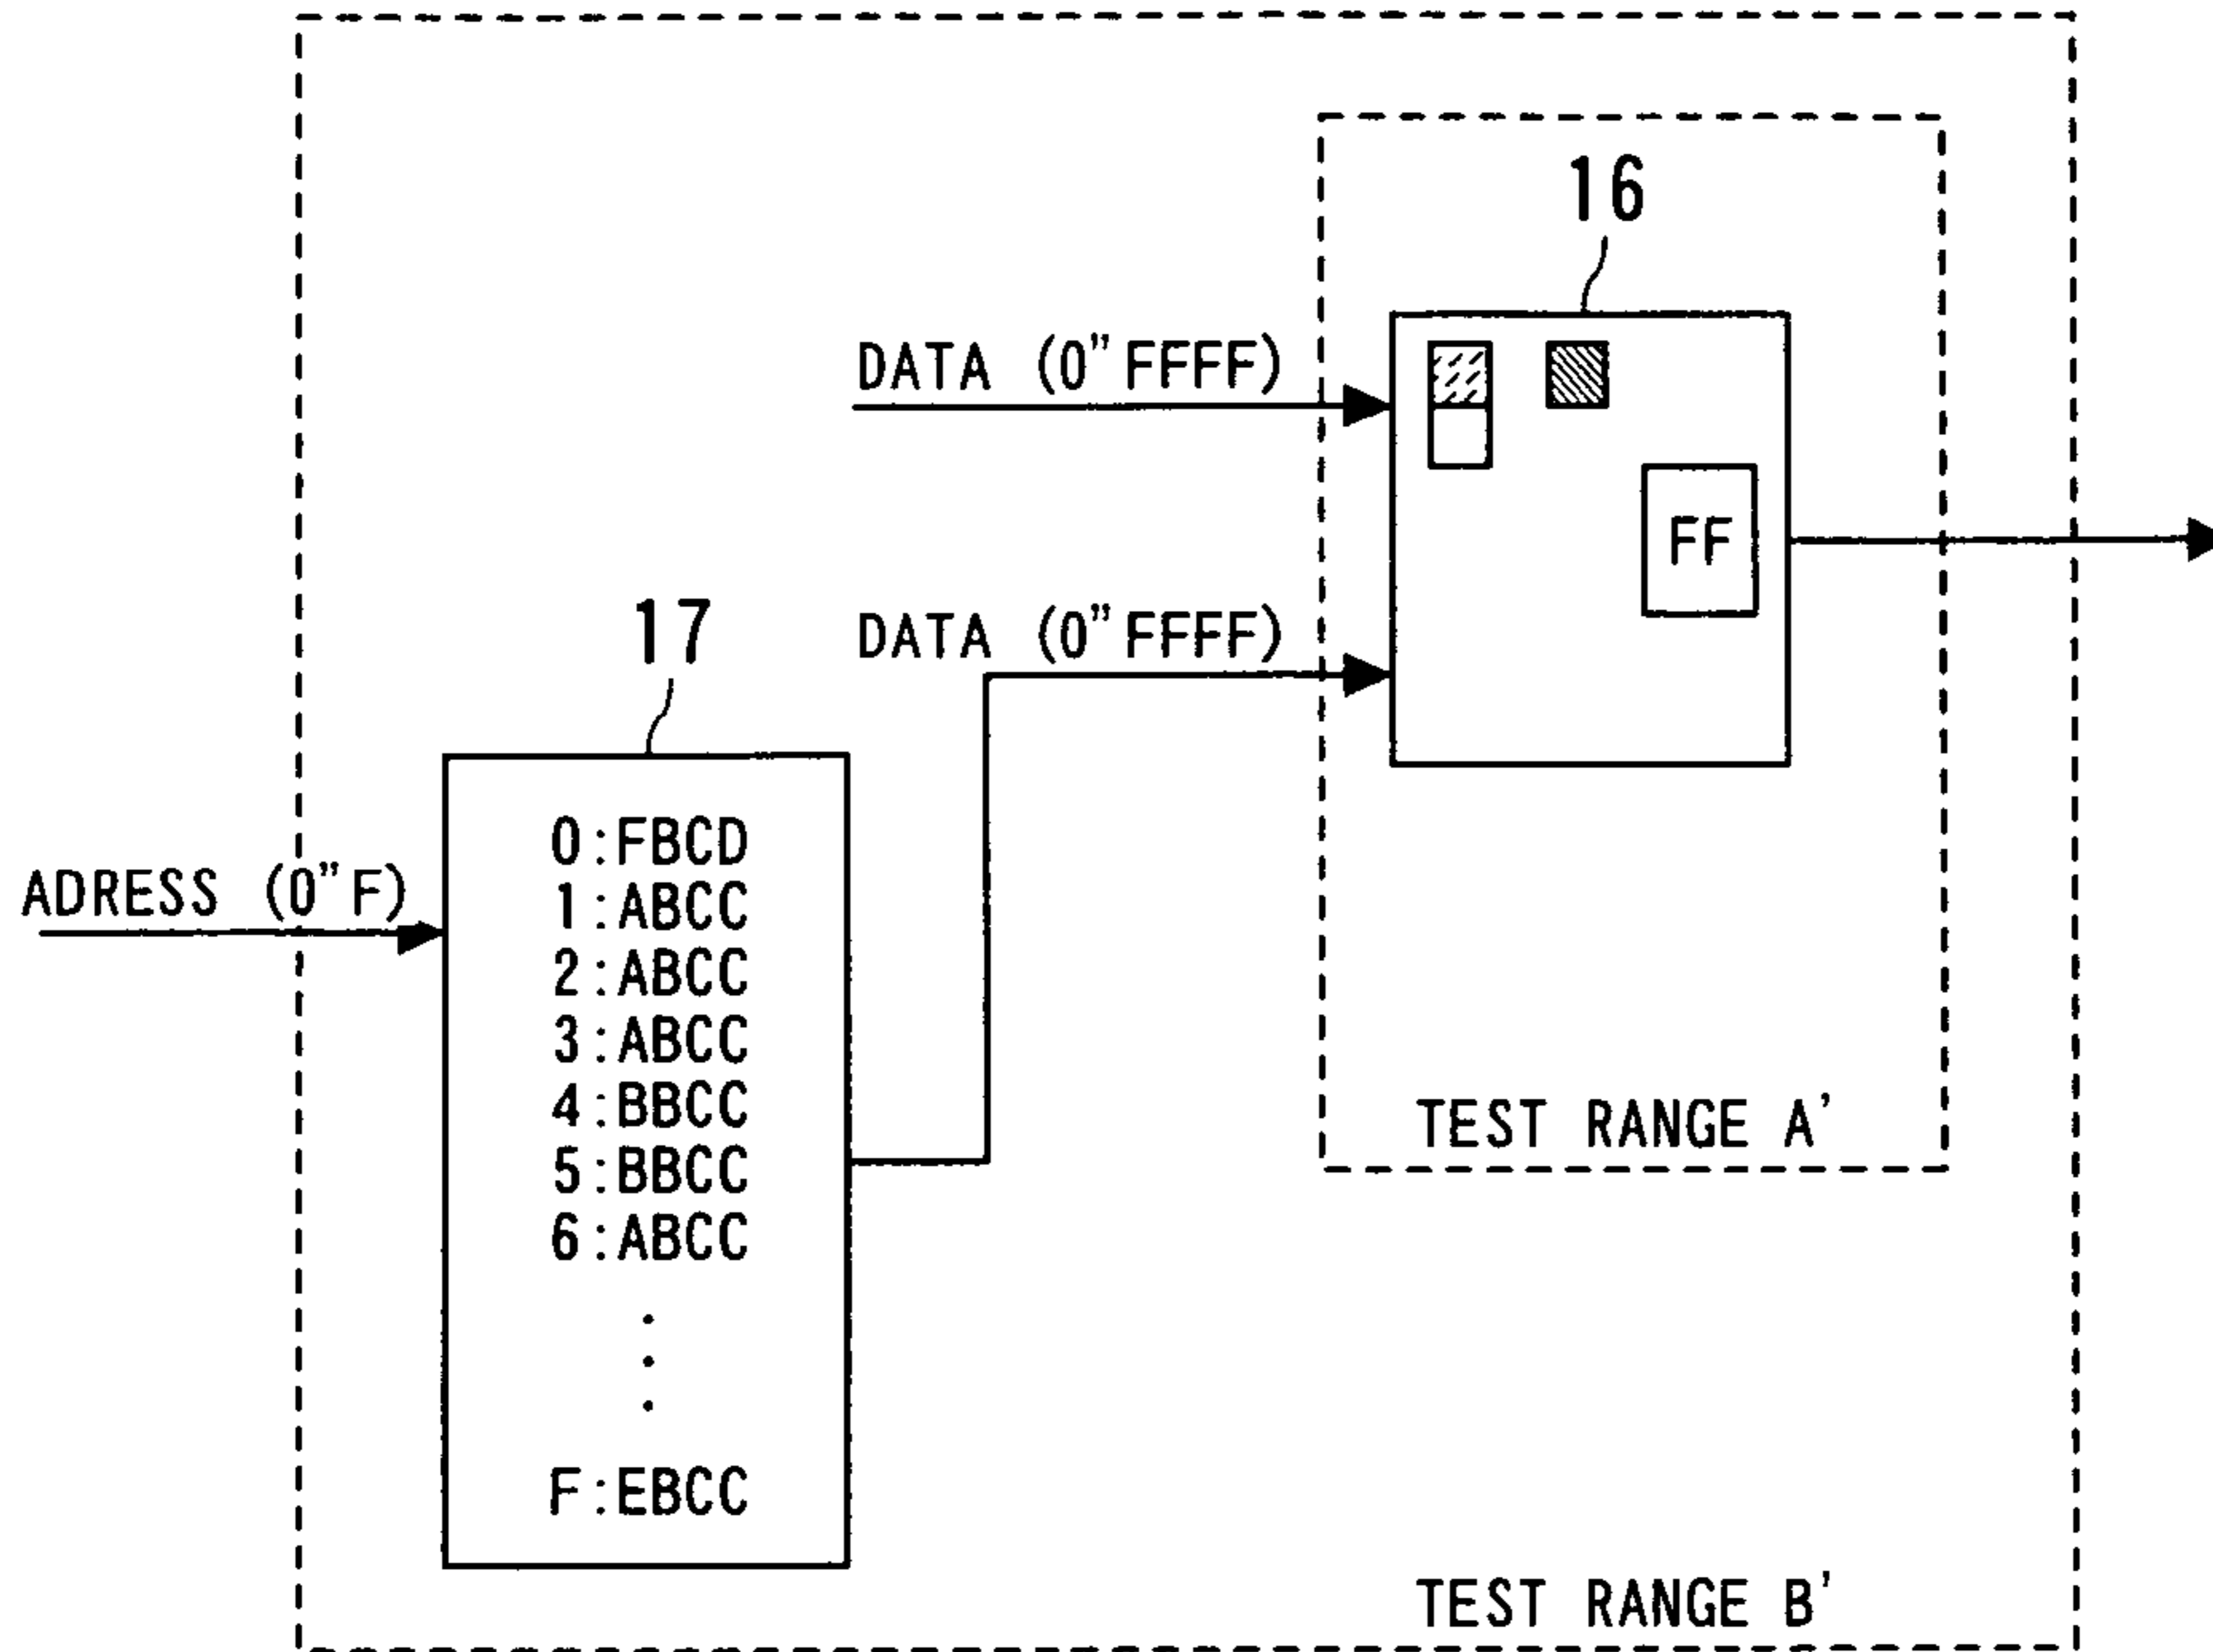 16
DATA (0"FFFF)
FF
17
DATA (0"FFFF)
0:FBCD
ADRESS (0"F)
1:ABCC
2:ABCC
3:ABCC
4:BBCC
5:BBCC
6:ABCC
F:EBCC
TEST RANGE A'
TEST RANGE B'